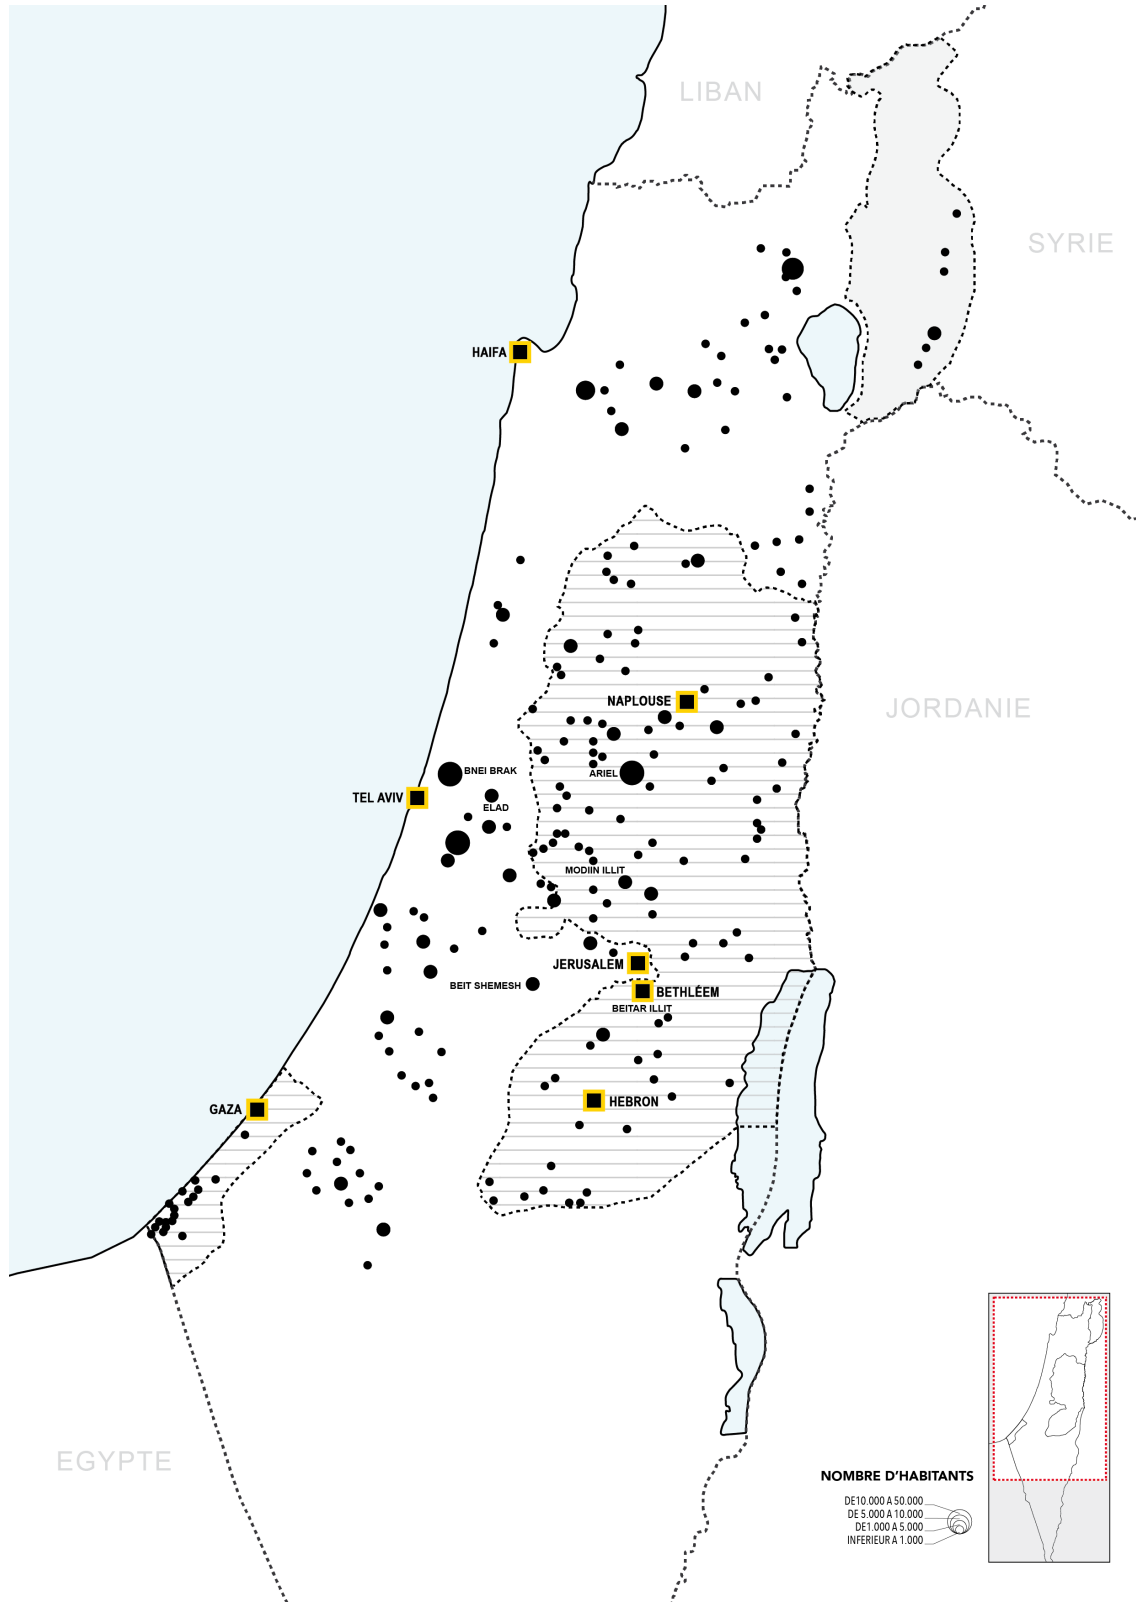 LIBAN
SYRIE
HAIFA
NAPLOUSE
JORDANIE
BNEI BRAK
ARIEL
TEL AVIV
ELAD
MODIIN ILLIT
JERUSALEM
BEIT SHEMESH
BETHLÉEM
BEITAR ILLIT
GAZA
HEBRON
EGYPTE
NOMBRE D'HABITANTS
DE10.000 A 50.000
DE 5.000 A 10.000
DE1.000 A 5.000
INFERIEUR A 1.000